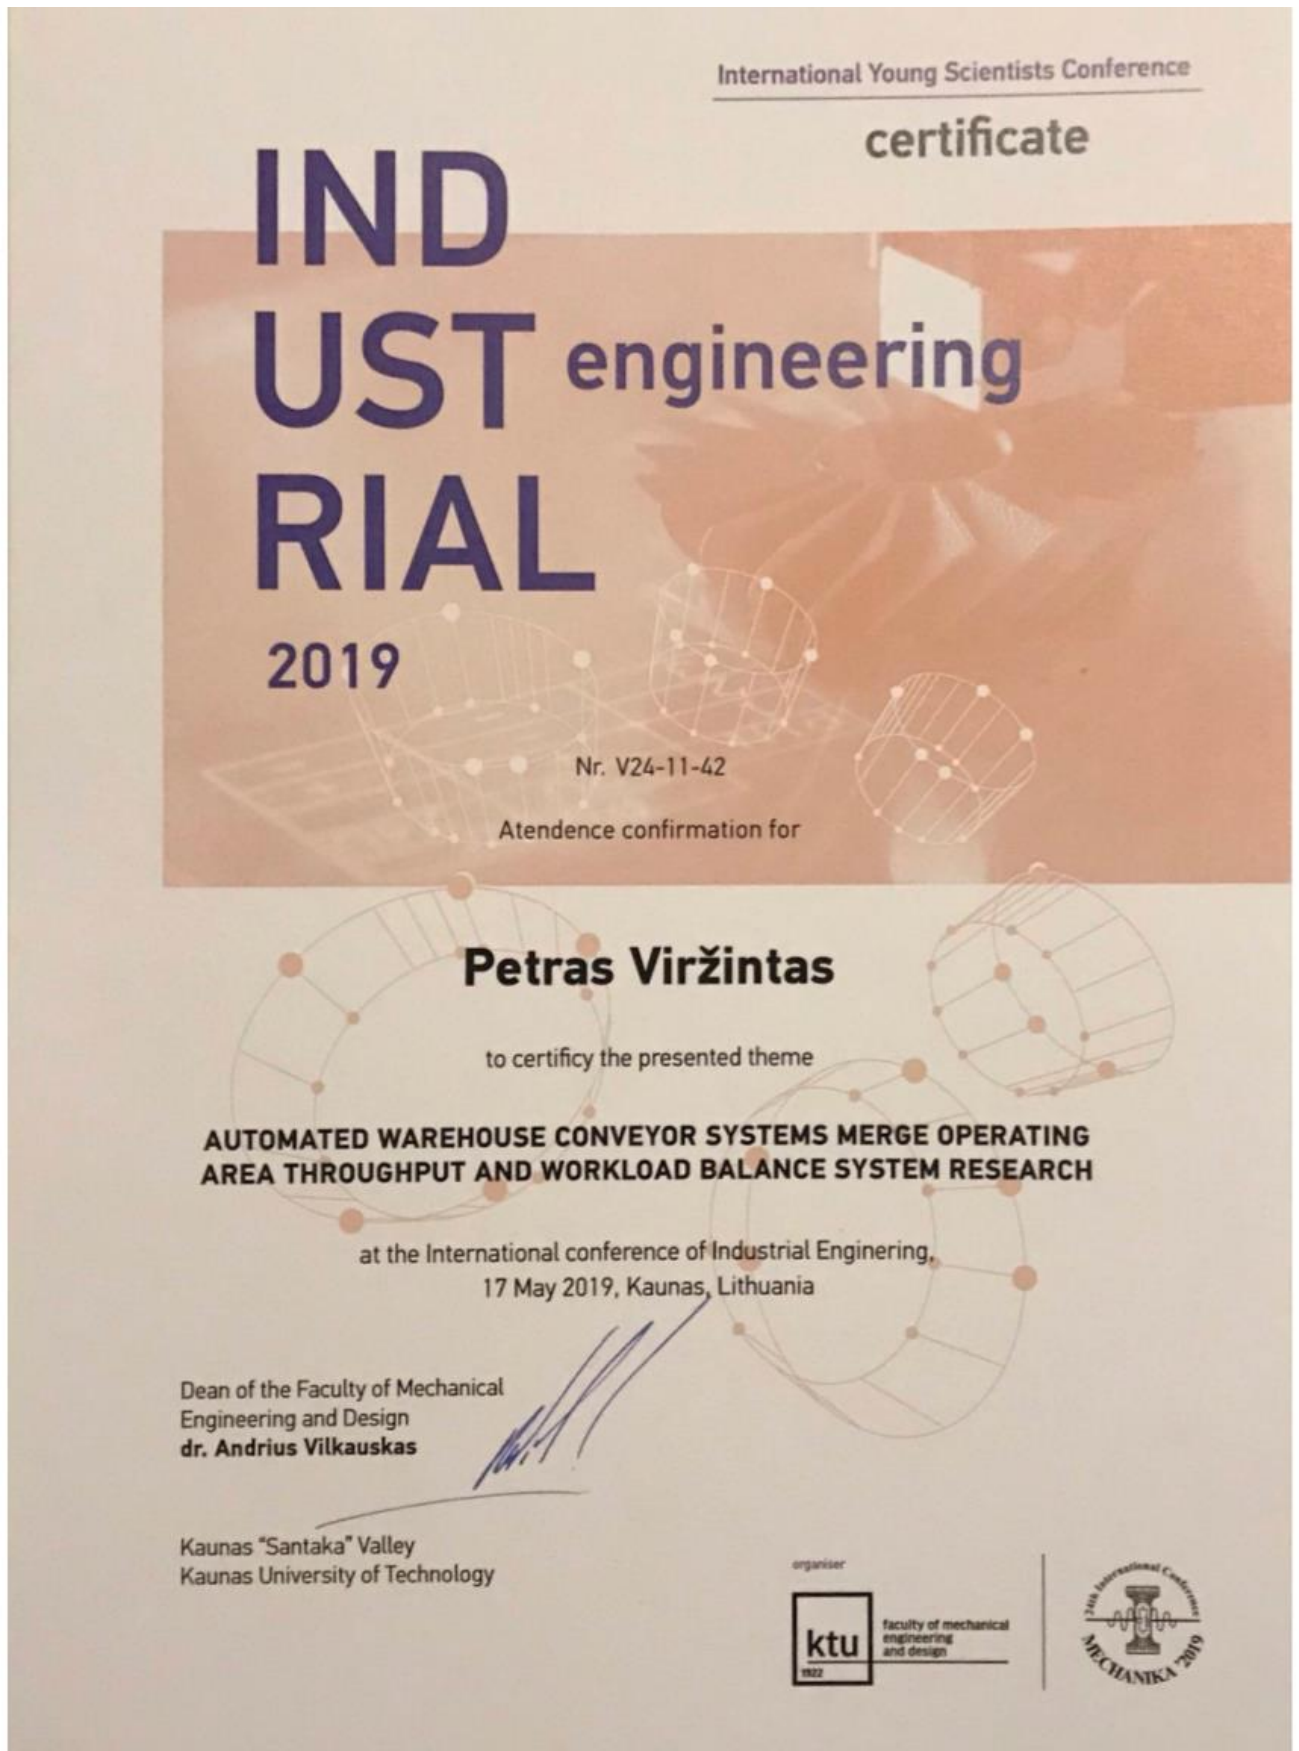 International Young Scientists Conference
certificate
IND
UST engineering
RIAL
2019
Nr. V24-11-42
Atendence confirmation for
Petras Viržintas
to certificy the presented theme
AUTOMATED WAREHOUSE CONVEYOR SYSTEMS MERGE OPERATING
AREA THROUGHPUT AND WORKLOAD BALANCE SYSTEM RESEARCH
at the International conference of Industrial Enginering,
17 May 2019, Kaunas, Lithuania
Dean of the Faculty of Mechanical
Engineering and Design
dr. Andrius Vilkauskas
Kaunas "Santaka" Valley
Kaunas University of Technology
organiser
ktu
1922
faculty of mechanical
engineering
and design
24th International Conference
MECHANIKA '2019